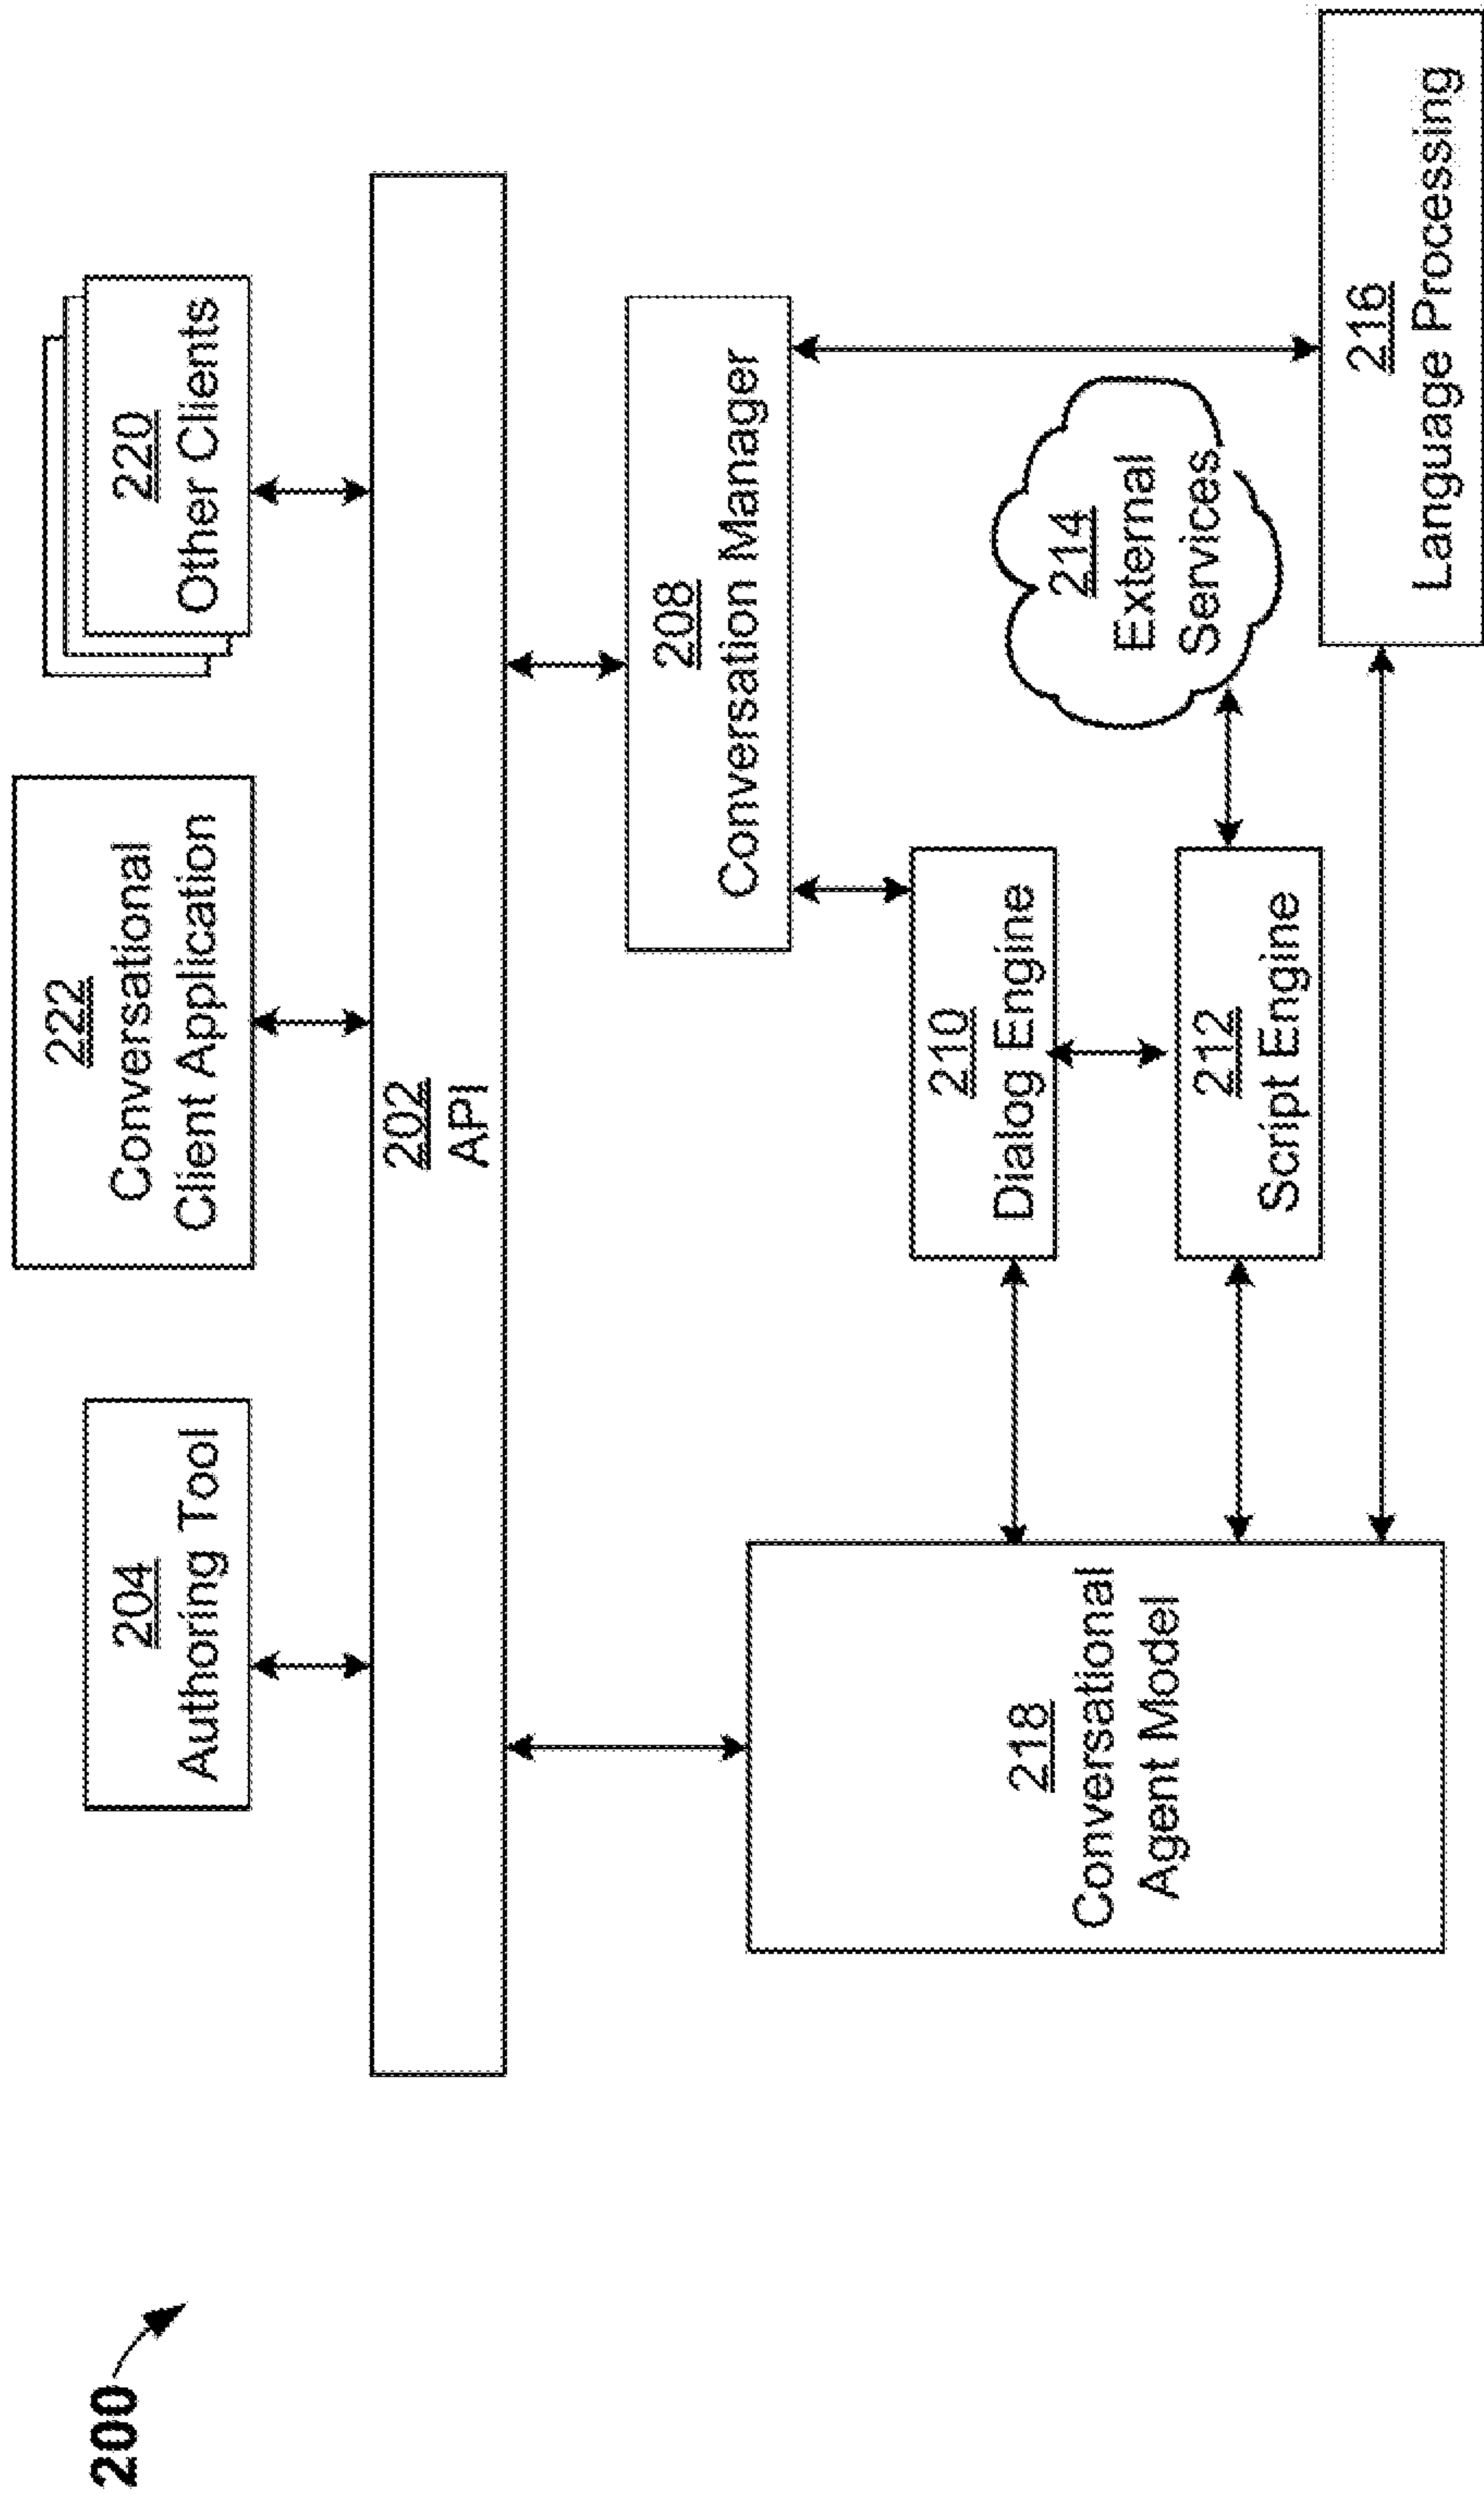 200
204
Authoring Tool
222
Conversational
Client Application
220
Other Clients
202
API
208
Conversation Manager
218
Conversational
Agent Model
210
Dialog Engine
212
Script Engine
214
External
Services
216
Language Processing